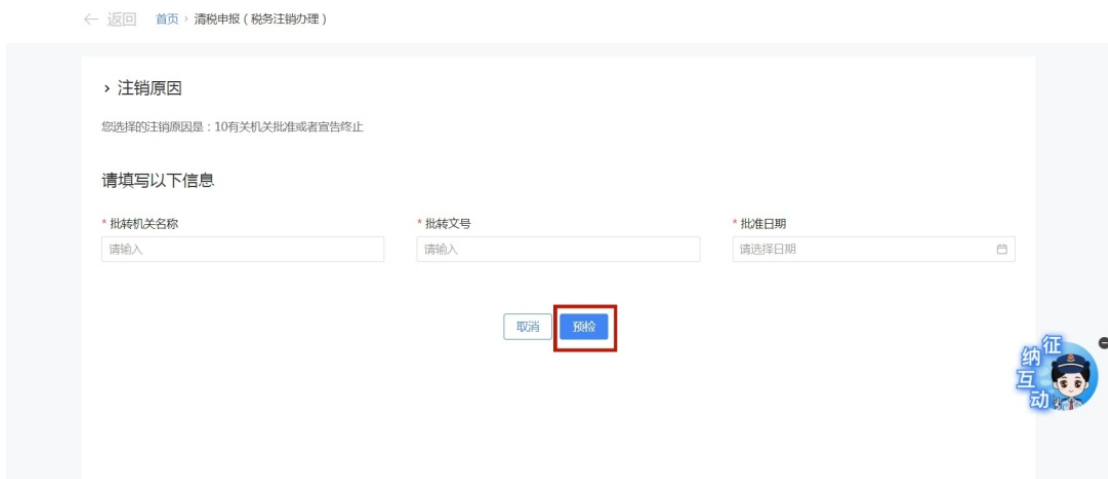 ← 返回 首页 › 清税申报（税务注销办理）
› 注销原因
您选择的注销原因是：10有关机关批准或者宣告终止
请填写以下信息
* 批转机关名称 * 批转文号 * 批准日期
请输入 请输入 请选择日期
取消 预检
征纳互动